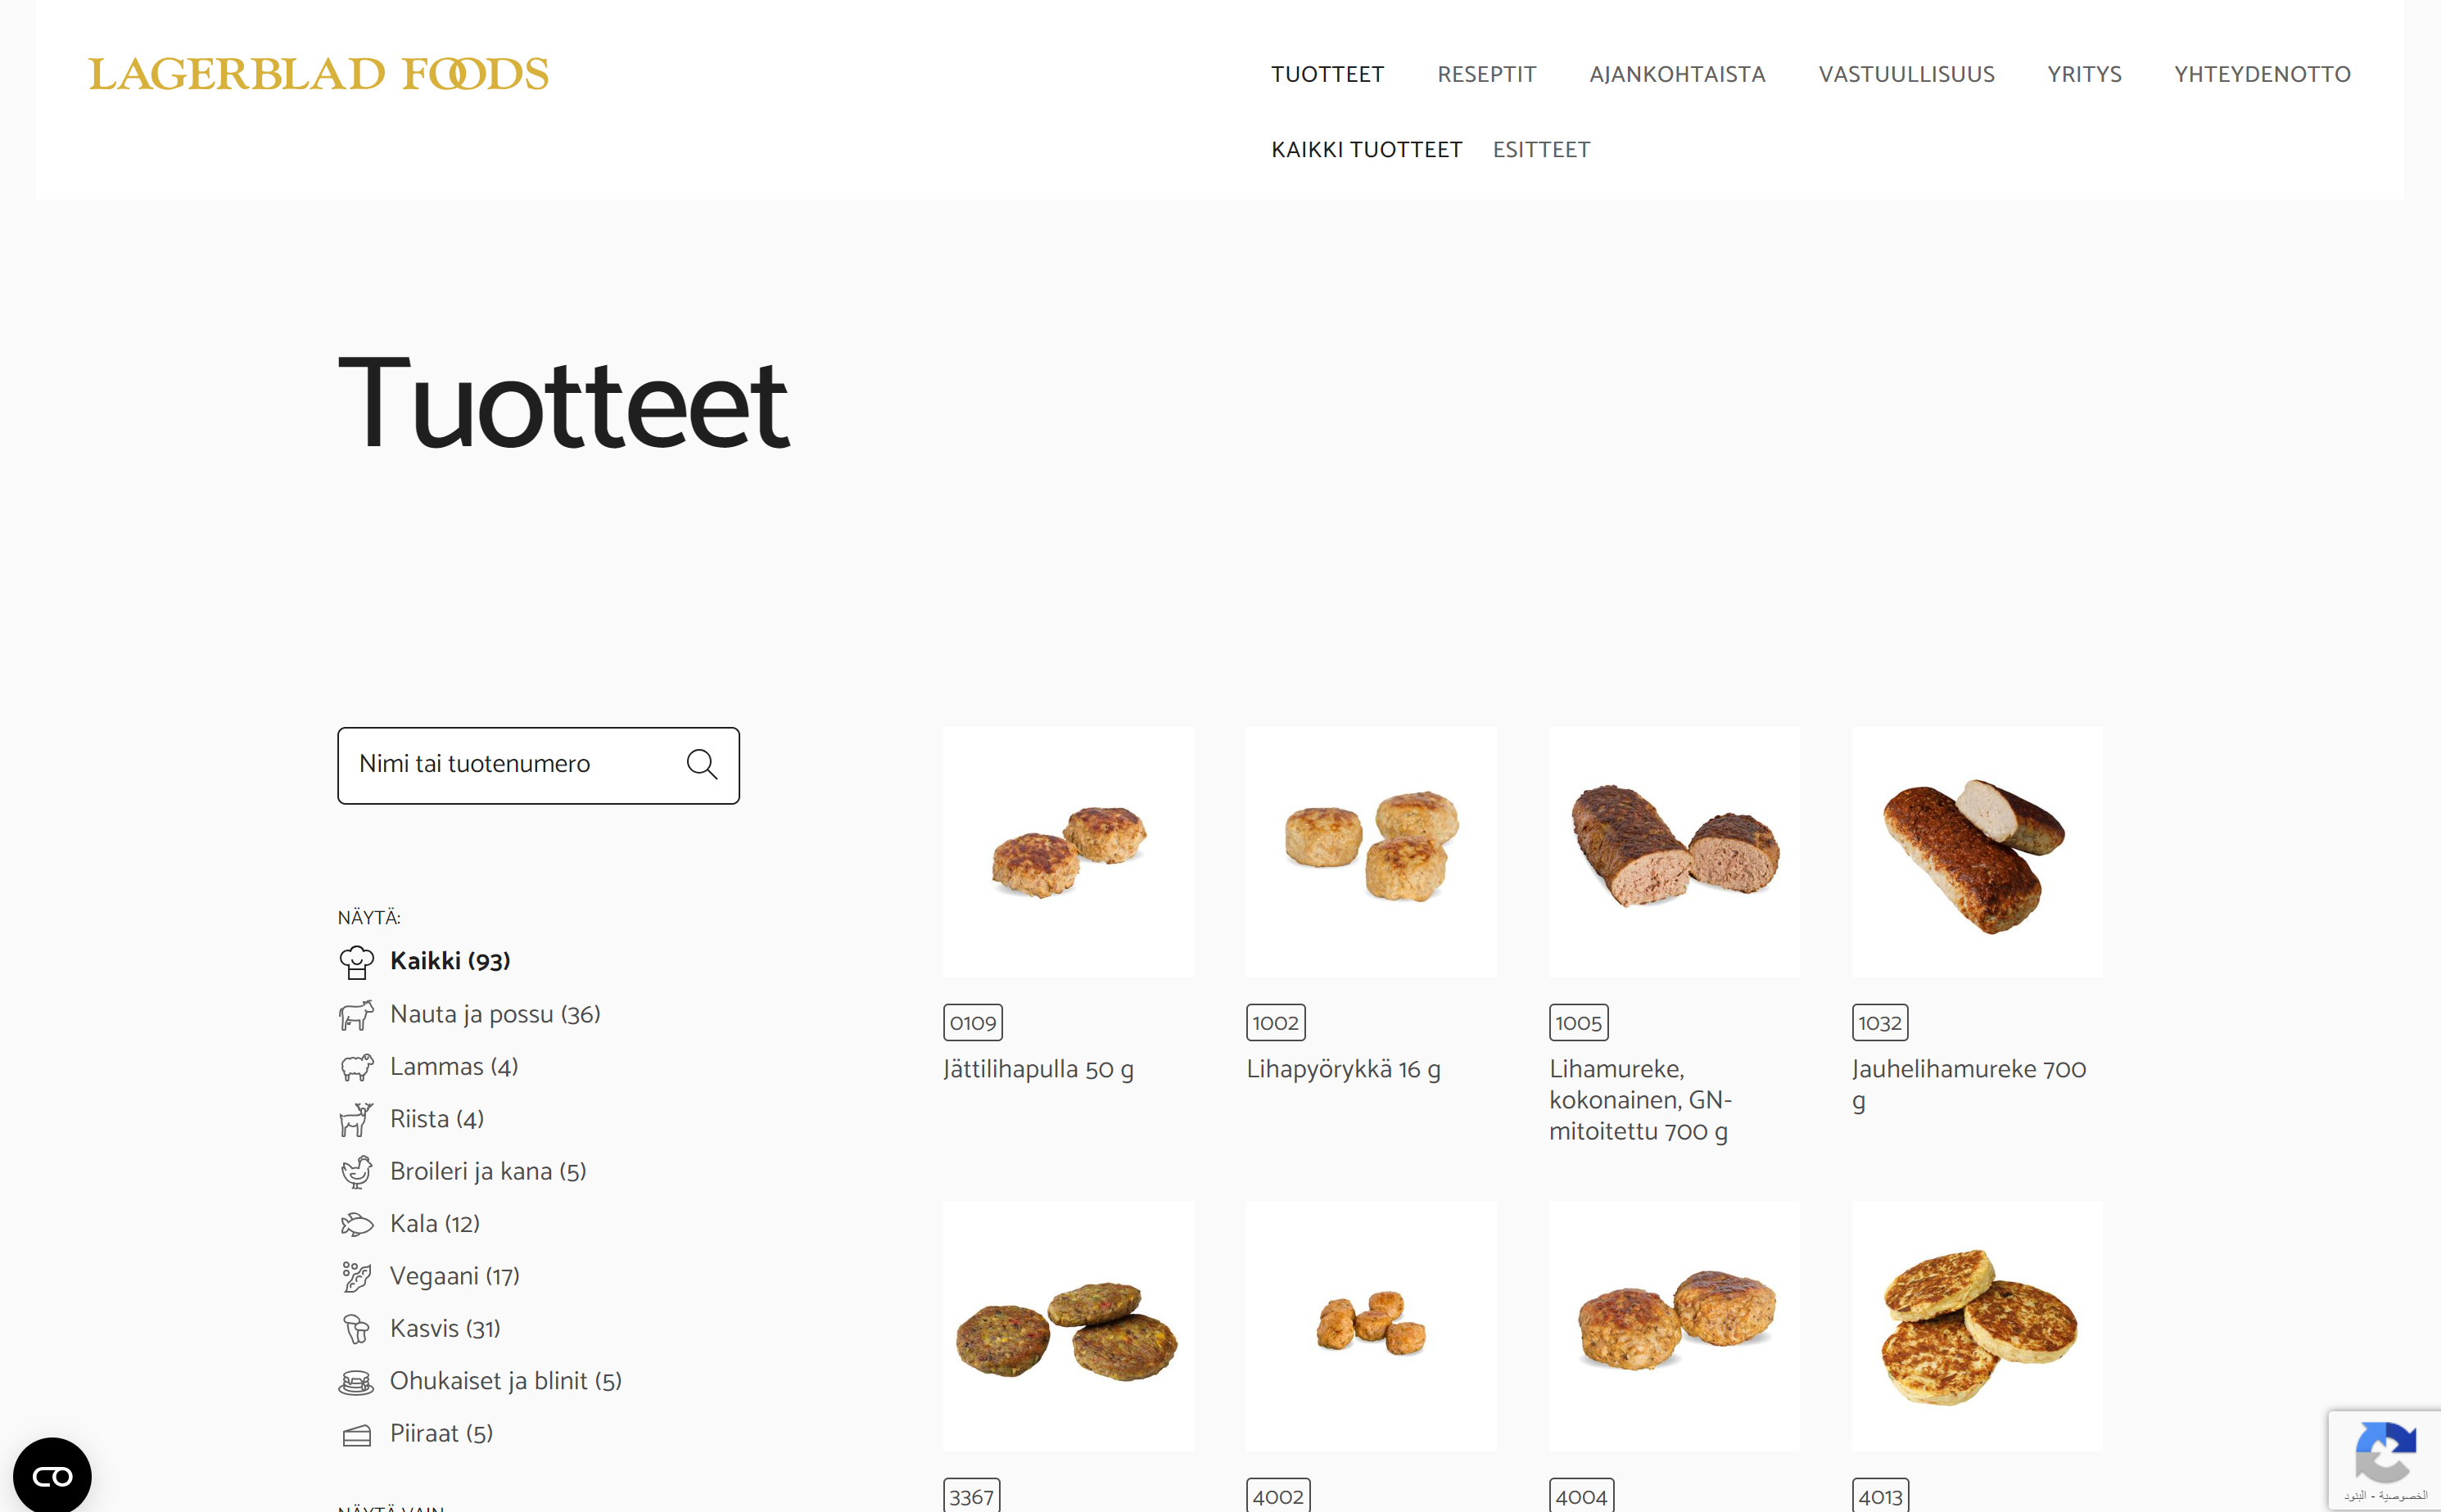 LAGERBLAD FOODS
TUOTTEET RESEPTIT AJANKOHTAISTA VASTUULLISUUS YRITYS YHTEYDENOTTO
KAIKKI TUOTTEET ESITTEET
Tuotteet
Nimi tai tuotenumero
NÄYTÄ:
Kaikki (93)
Nauta ja possu (36)
Lammas (4)
Riista (4)
Broileri ja kana (5)
Kala (12)
Vegaani (17)
Kasvis (31)
Ohukaiset ja blinit (5)
Piiraat (5)
NÄYTÄ VAIN
0109
Jättilihapulla 50 g
1002
Lihapyörykkä 16 g
1005
Lihamureke,
kokonainen, GN-
mitoitettu 700 g
1032
Jauhelihamureke 700
g
3367
4002
4004
4013
الخصوصية - البنود